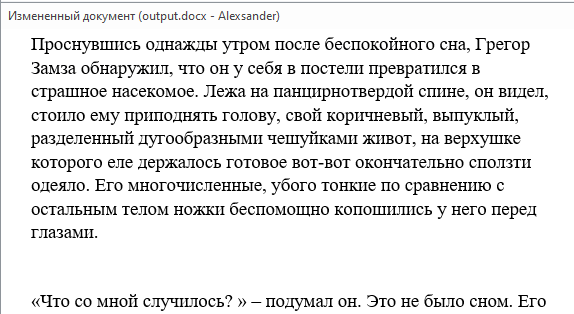 Измененный документ (output.docx - Alexsander)
Проснувшись однажды утром после беспокойного сна, Грегор
Замза обнаружил, что он у себя в постели превратился в
страшное насекомое. Лежа на панцирнотвердой спине, он видел,
стоило ему приподнять голову, свой коричневый, выпуклый,
разделенный дугообразными чешуйками живот, на верхушке
которого еле держалось готовое вот-вот окончательно сползти
одеяло. Его многочисленные, убого тонкие по сравнению с
остальным телом ножки беспомощно копошились у него перед
глазами.
«Что со мной случилось? » – подумал он. Это не было сном. Его